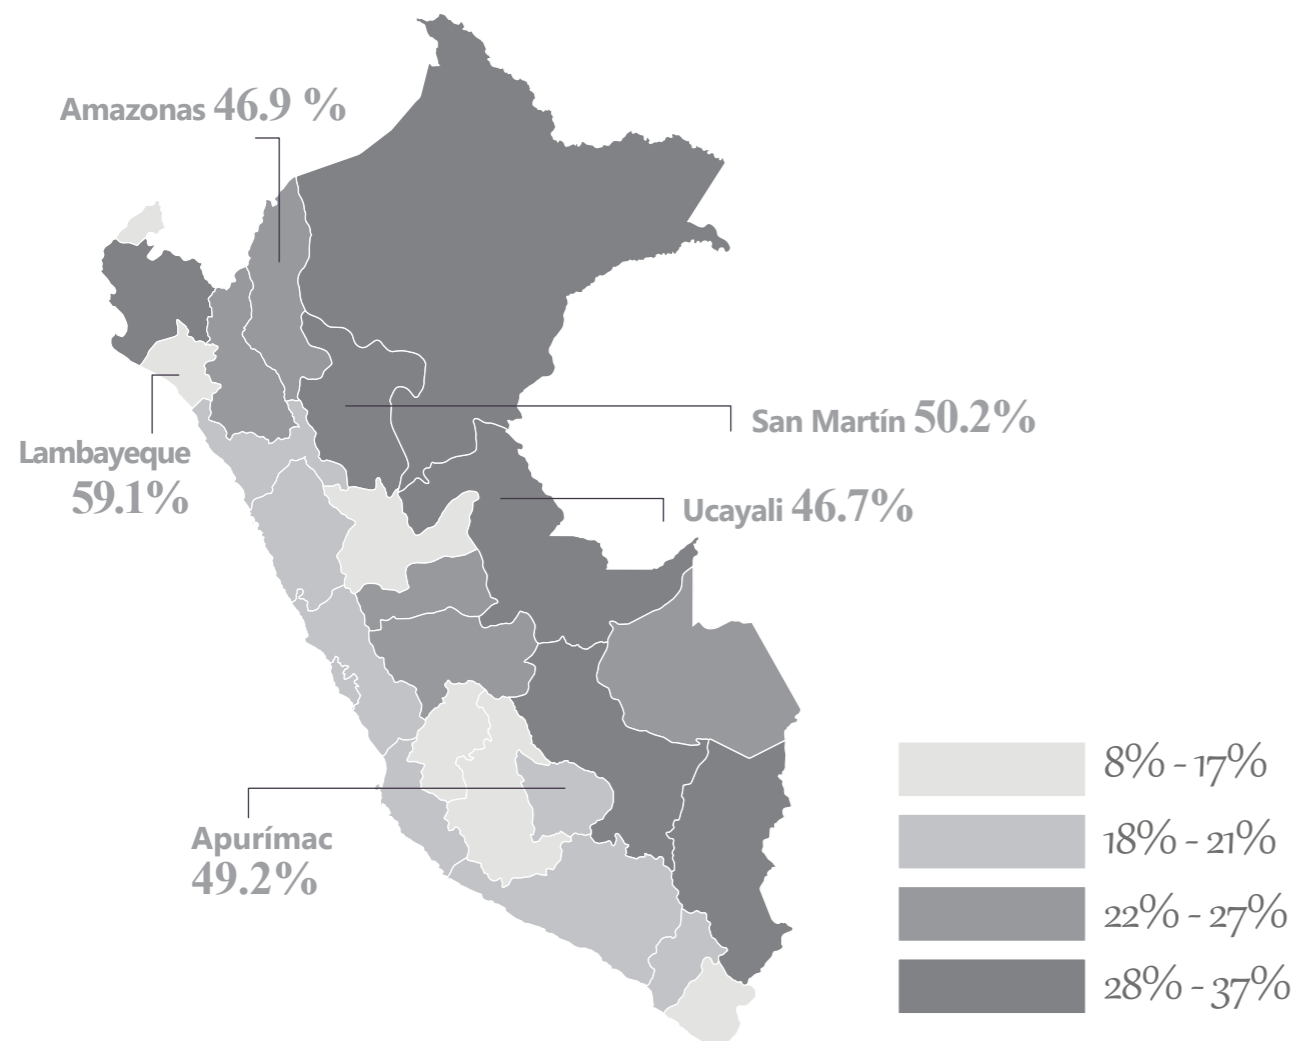 Amazonas 46.9 %
San Martín 50.2%
Lambayeque
59.1%
Ucayali 46.7%
Apurímac
49.2%
8% - 17%
18% - 21%
22% - 27%
28% - 37%